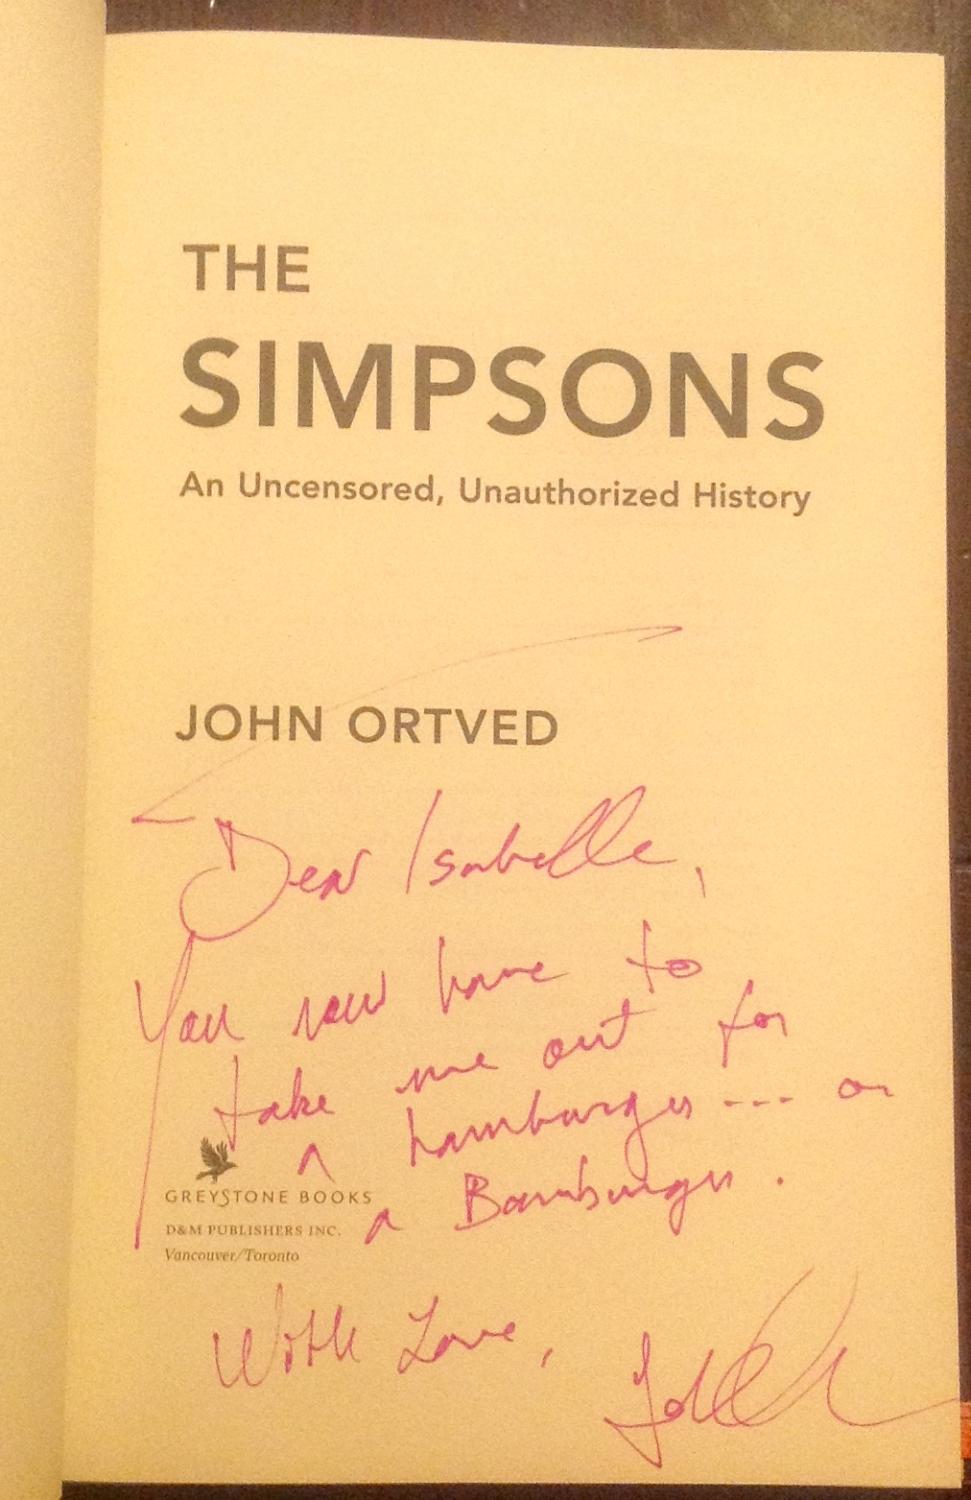 THE
SIMPSONS
An Uncensored, Unauthorized History
JOHN ORTVED
Dear Isabelle,
You now have to
take me out for
a hamburger --- or
a Bamburger.
GREYSTONE BOOKS
D&M PUBLISHERS INC.
Vancouver/Toronto
With Love,